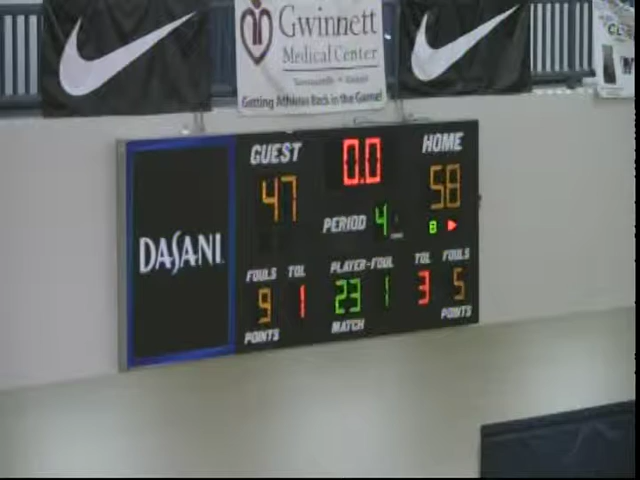 Gwinnett
Medical Center
Getting Athletes Back in the Game!
GUEST 0.0 HOME
47 58
PERIOD 4 B
DASANI
FOULS TOL PLAYER-FOUL TOL FOULS
9 1 23 1 3 5
POINTS MATCH POINTS